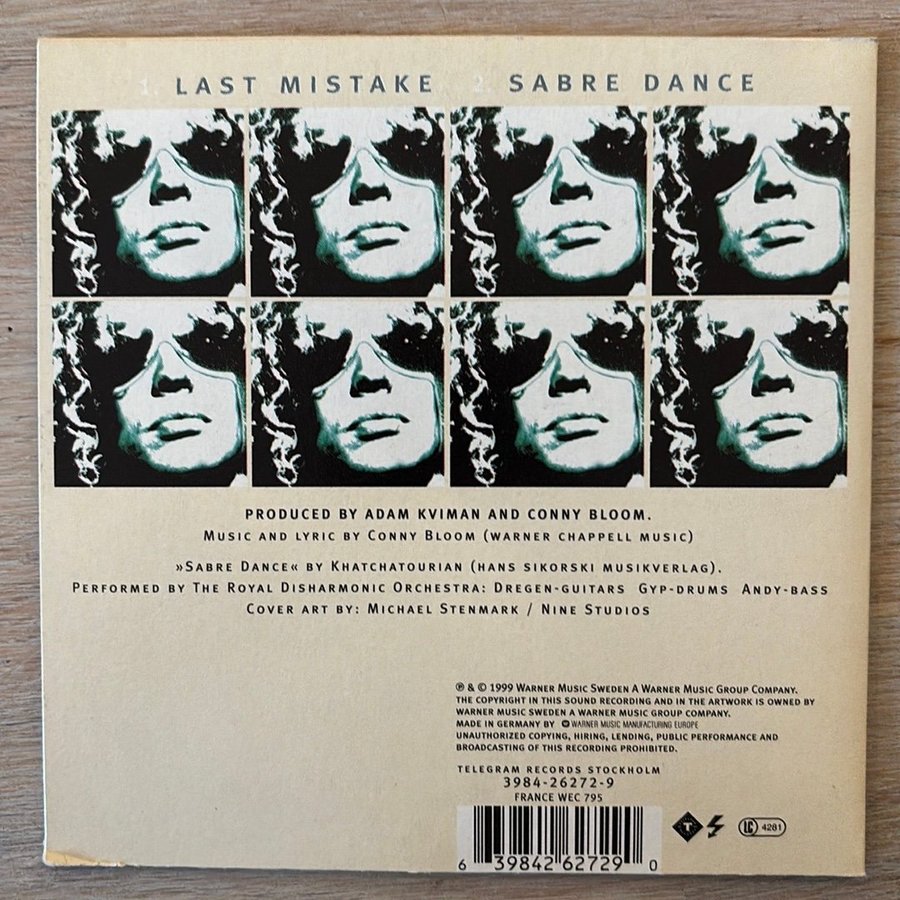 1. LAST MISTAKE 2. SABRE DANCE
PRODUCED BY ADAM KVIMAN AND CONNY BLOOM.
MUSIC AND LYRIC BY CONNY BLOOM (WARNER CHAPPELL MUSIC)
»SABRE DANCE« BY KHATCHATOURIAN (HANS SIKORSKI MUSIKVERLAG).
PERFORMED BY THE ROYAL DISHARMONIC ORCHESTRA: DREGEN-GUITARS GYP-DRUMS ANDY-BASS
COVER ART BY: MICHAEL STENMARK / NINE STUDIOS
℗ & © 1999 WARNER MUSIC SWEDEN A WARNER MUSIC GROUP COMPANY.
THE COPYRIGHT IN THIS SOUND RECORDING AND IN THE ARTWORK IS OWNED BY
WARNER MUSIC SWEDEN A WARNER MUSIC GROUP COMPANY.
MADE IN GERMANY BY WARNER MUSIC MANUFACTURING EUROPE
UNAUTHORIZED COPYING, HIRING, LENDING, PUBLIC PERFORMANCE AND
BROADCASTING OF THIS RECORDING PROHIBITED.
TELEGRAM RECORDS STOCKHOLM
3984-26272-9
FRANCE WEC 795
T LC 4281
6 39842 62729 0